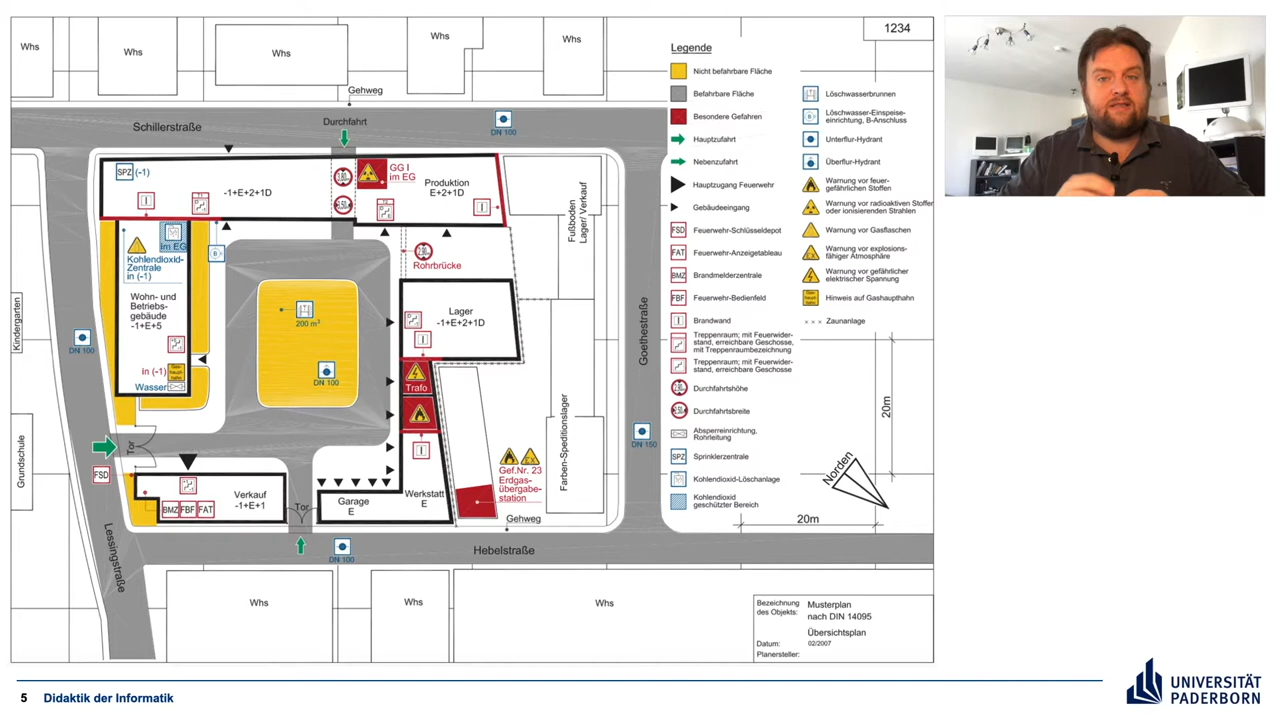 Whs
Whs
Whs
Whs
Whs
1234
Legende
Nicht befahrbare Fläche
Befahrbare Fläche
Besondere Gefahren
Hauptzufahrt
Nebenzufahrt
Hauptzugang Feuerwehr
Gebäudeeingang
FSD Feuerwehr-Schlüsseldepot
FAT Feuerwehr-Anzeigetableau
BMZ Brandmelderzentrale
FBF Feuerwehr-Bedienfeld
Brandwand
Treppenraum; mit Feuerwider-
stand, erreichbare Geschosse,
mit Treppenraumbezeichnung
Treppenraum; mit Feuerwider-
stand, erreichbare Geschosse
Durchfahrtshöhe
Durchfahrtsbreite
Absperreinrichtung,
Rohrleitung
SPZ Sprinklerzentrale
Kohlendioxid-Löschanlage
Kohlendioxid
geschützter Bereich
Löschwasserbrunnen
Löschwasser-Einspeise-
einrichtung, B-Anschluss
Unterflur-Hydrant
Überflur-Hydrant
Warnung vor feuer-
gefährlichen Stoffen
Warnung vor radioaktiven Stoffen
oder ionisierenden Strahlen
Warnung vor Gasflaschen
Warnung vor explosions-
fähiger Atmosphäre
Warnung vor gefährlicher
elektrischer Spannung
Hinweis auf Gashaupthahn
Zaunanlage
Gehweg
Schillerstraße
Durchfahrt
DN 100
SPZ (-1)
-1+E+2+1D
GG I
im EG
Produktion
E+2+1D
Fußboden
Lager/ Verkauf
im EG
Kohlendioxid-
Zentrale
in (-1)
B
Rohrbrücke
Wohn- und
Betriebs-
gebäude
-1+E+5
200 m³
Lager
-1+E+2+1D
Kindergarten
DN 100
in (-1)
Wasser
DN 100
Trafo
Goethestraße
20m
DN 150
Grundschule
Tor
FSD
Farben-Speditionslager
Gef.Nr. 23
Erdgas-
übergabe-
station
EX
Norden
20m
Verkauf
-1+E+1
BMZ FBF FAT
Tor
Garage
E
Werkstatt
E
Gehweg
Lessingstraße
DN 100
Hebelstraße
Whs
Whs
Whs
Bezeichnung
des Objekts:
Musterplan
nach DIN 14095
Übersichtsplan
Datum: 02/2007
Planersteller:
5 Didaktik der Informatik
UNIVERSITÄT
PADERBORN